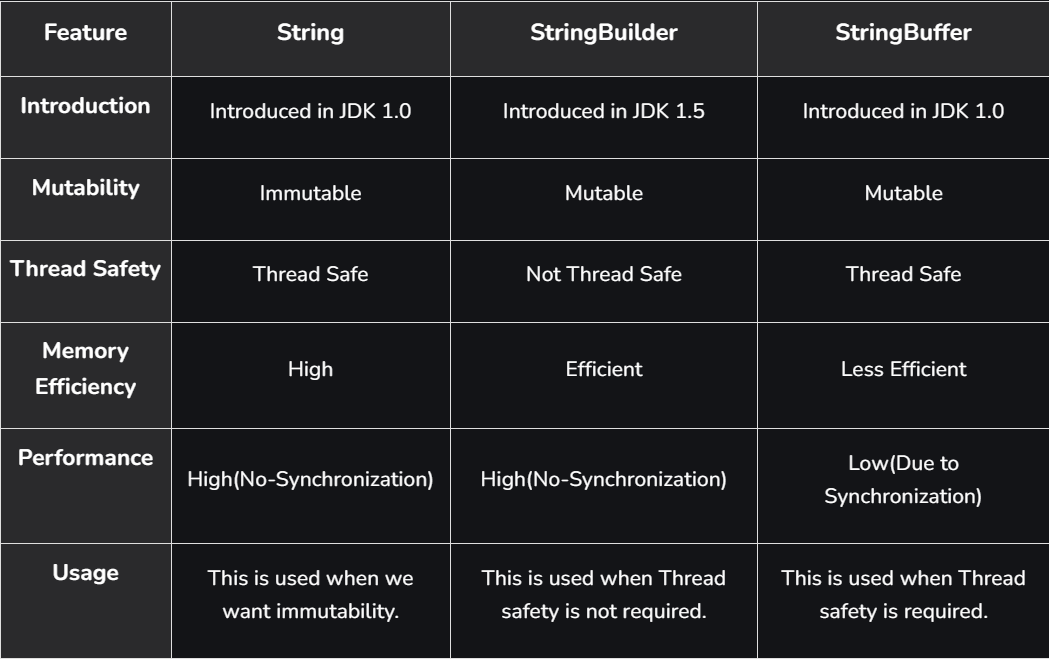 Feature String StringBuilder StringBuffer
Introduction Introduced in JDK 1.0 Introduced in JDK 1.5 Introduced in JDK 1.0
Mutability Immutable Mutable Mutable
Thread Safety Thread Safe Not Thread Safe Thread Safe
Memory
Efficiency
High Efficient Less Efficient
Performance
High(No-Synchronization) High(No-Synchronization)
Low(Due to
Synchronization)
Usage
This is used when we
want immutability.
This is used when Thread
safety is not required.
This is used when Thread
safety is required.